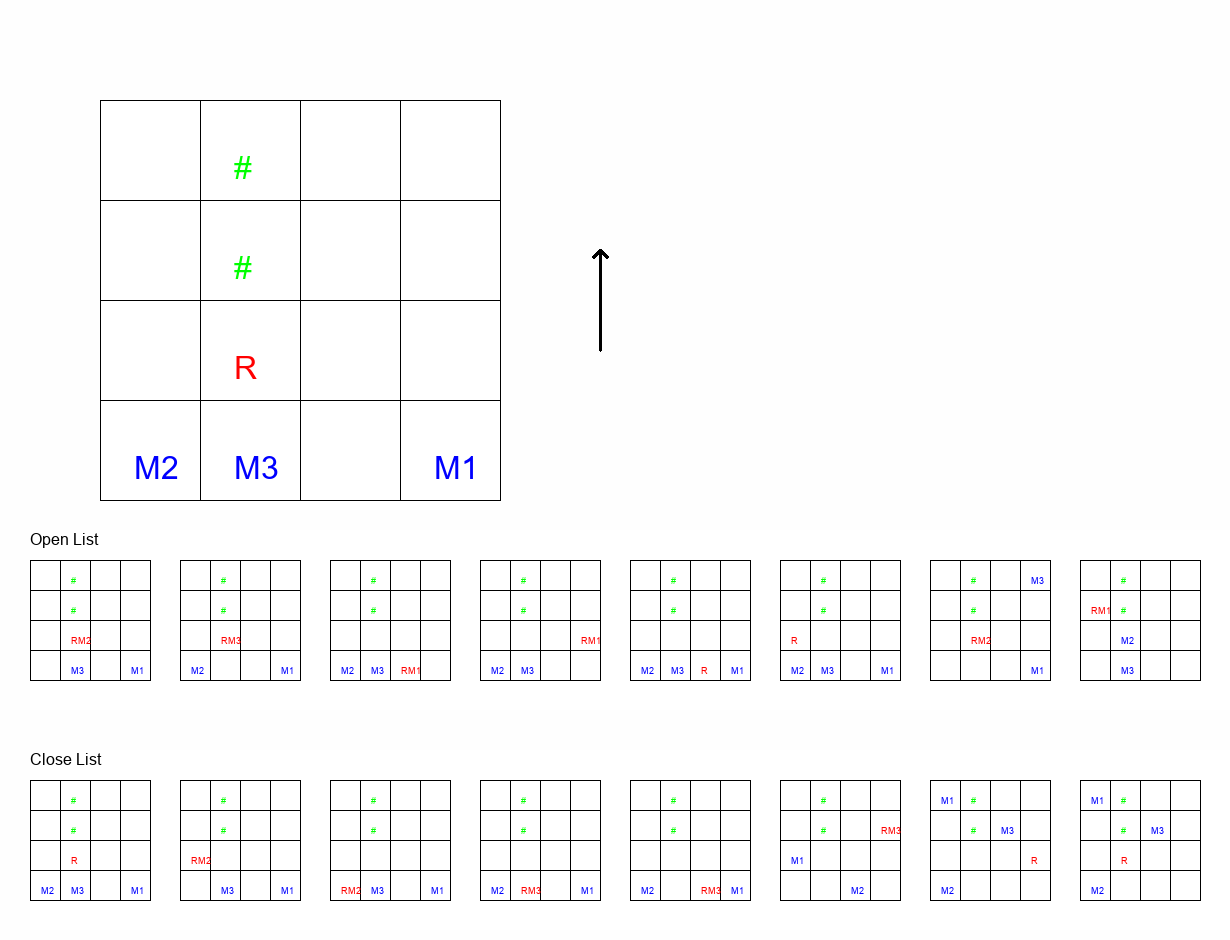 #
#
R
M2 M3 M1
Open List
# # # # # # # M3 #
# # # # # # # RM1 #
RM2 RM3 RM1 R RM2 M2
M3 M1 M2 M1 M2 M3 RM1 M2 M3 M2 M3 R M1 M2 M3 M1 M1 M3
Close List
# # # # # # M1 # M1 #
# # # # # # RM3 # M3 # M3
R RM2 M1 R R
M2 M3 M1 M3 M1 RM2 M3 M1 M2 RM3 M1 M2 RM3 M1 M2 M2 M2